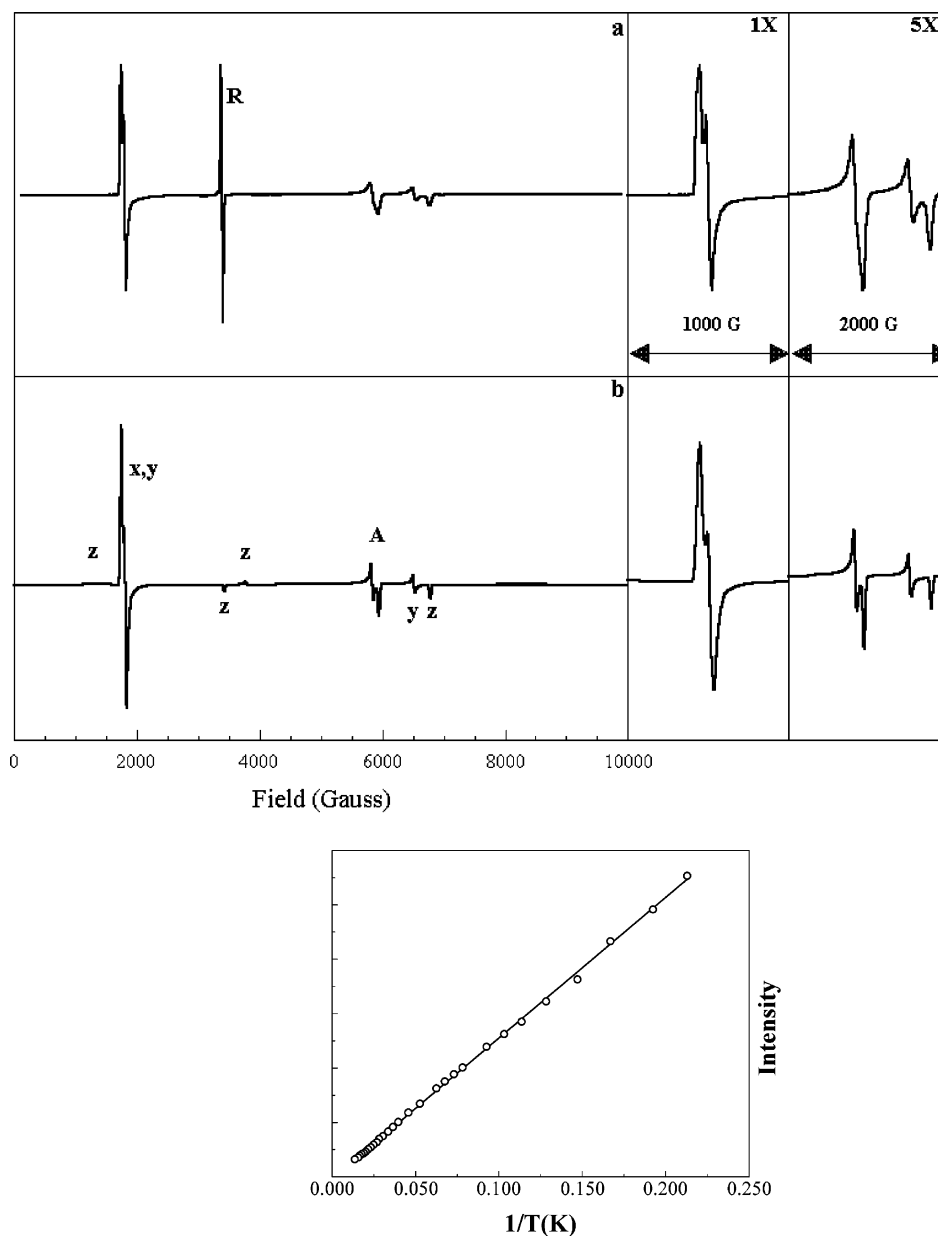 a
1X
5X
R
1000 G
2000 G
b
x,y
z
z
A
z
y
z
0
2000
4000
6000
8000
10000
Field (Gauss)
Intensity
0.000
0.050
0.100
0.150
0.200
0.250
1/T(K)